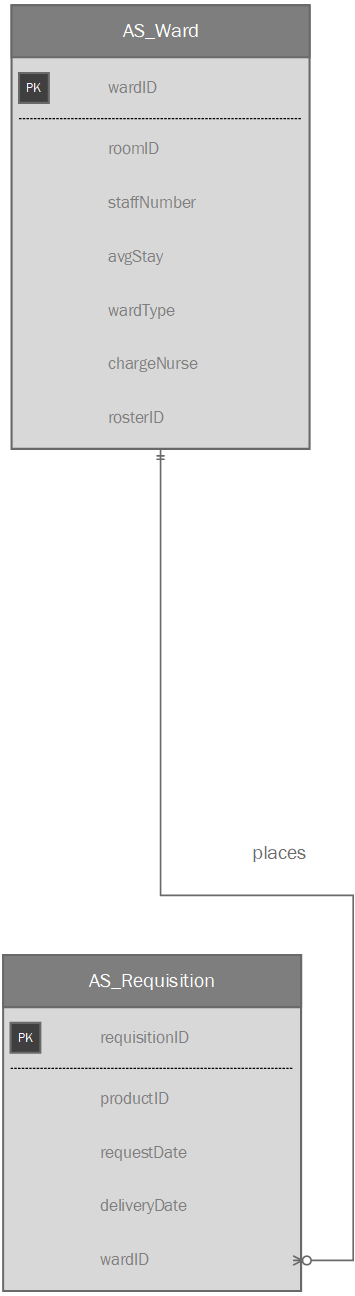 AS_Ward
PK wardID
roomID
staffNumber
avgStay
wardType
chargeNurse
rosterID
places
AS_Requisition
PK requisitionID
productID
requestDate
deliveryDate
wardID